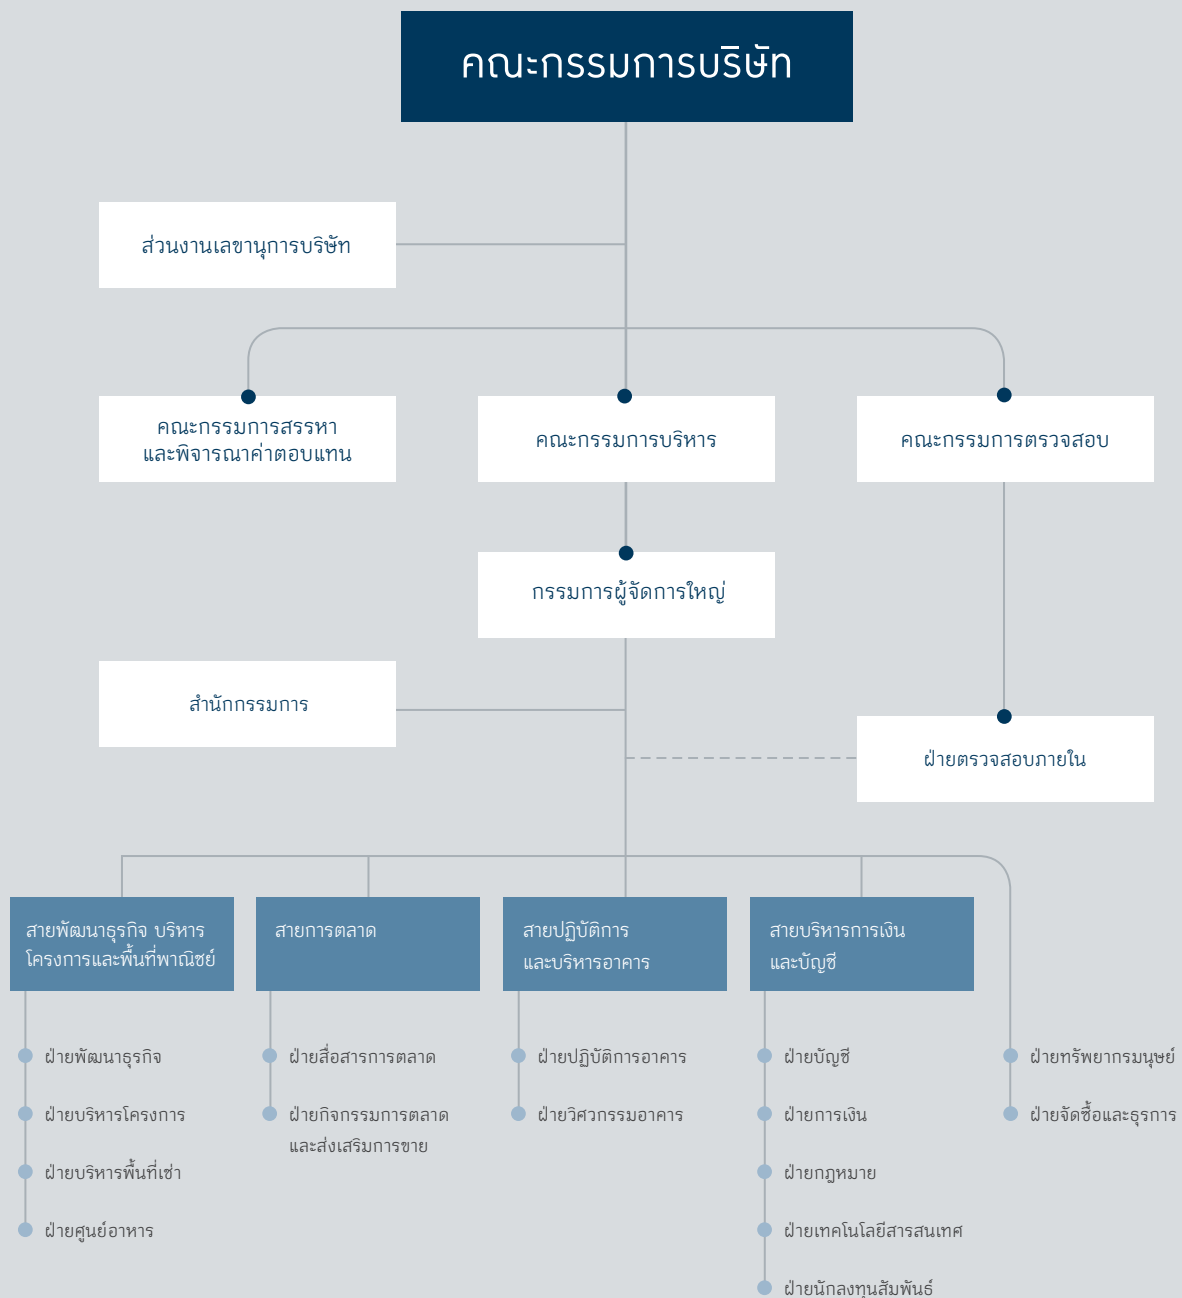 คณะกรรมการบริษัท
ส่วนงานเลขานุการบริษัท
คณะกรรมการสรรหา
และพิจารณาค่าตอบแทน
คณะกรรมการบริหาร
คณะกรรมการตรวจสอบ
กรรมการผู้จัดการใหญ่
สำนักกรรมการ
ฝ่ายตรวจสอบภายใน
สายพัฒนาธุรกิจ บริหาร
โครงการและพื้นที่พาณิชย์
ฝ่ายพัฒนาธุรกิจ
ฝ่ายบริหารโครงการ
ฝ่ายบริหารพื้นที่เช่า
ฝ่ายศูนย์อาหาร
สายการตลาด
ฝ่ายสื่อสารการตลาด
ฝ่ายกิจกรรมการตลาด
และส่งเสริมการขาย
สายปฏิบัติการ
และบริหารอาคาร
ฝ่ายปฏิบัติการอาคาร
ฝ่ายวิศวกรรมอาคาร
สายบริหารการเงิน
และบัญชี
ฝ่ายบัญชี
ฝ่ายการเงิน
ฝ่ายกฎหมาย
ฝ่ายเทคโนโลยีสารสนเทศ
ฝ่ายนักลงทุนสัมพันธ์
ฝ่ายทรัพยากรมนุษย์
ฝ่ายจัดซื้อและธุรการ